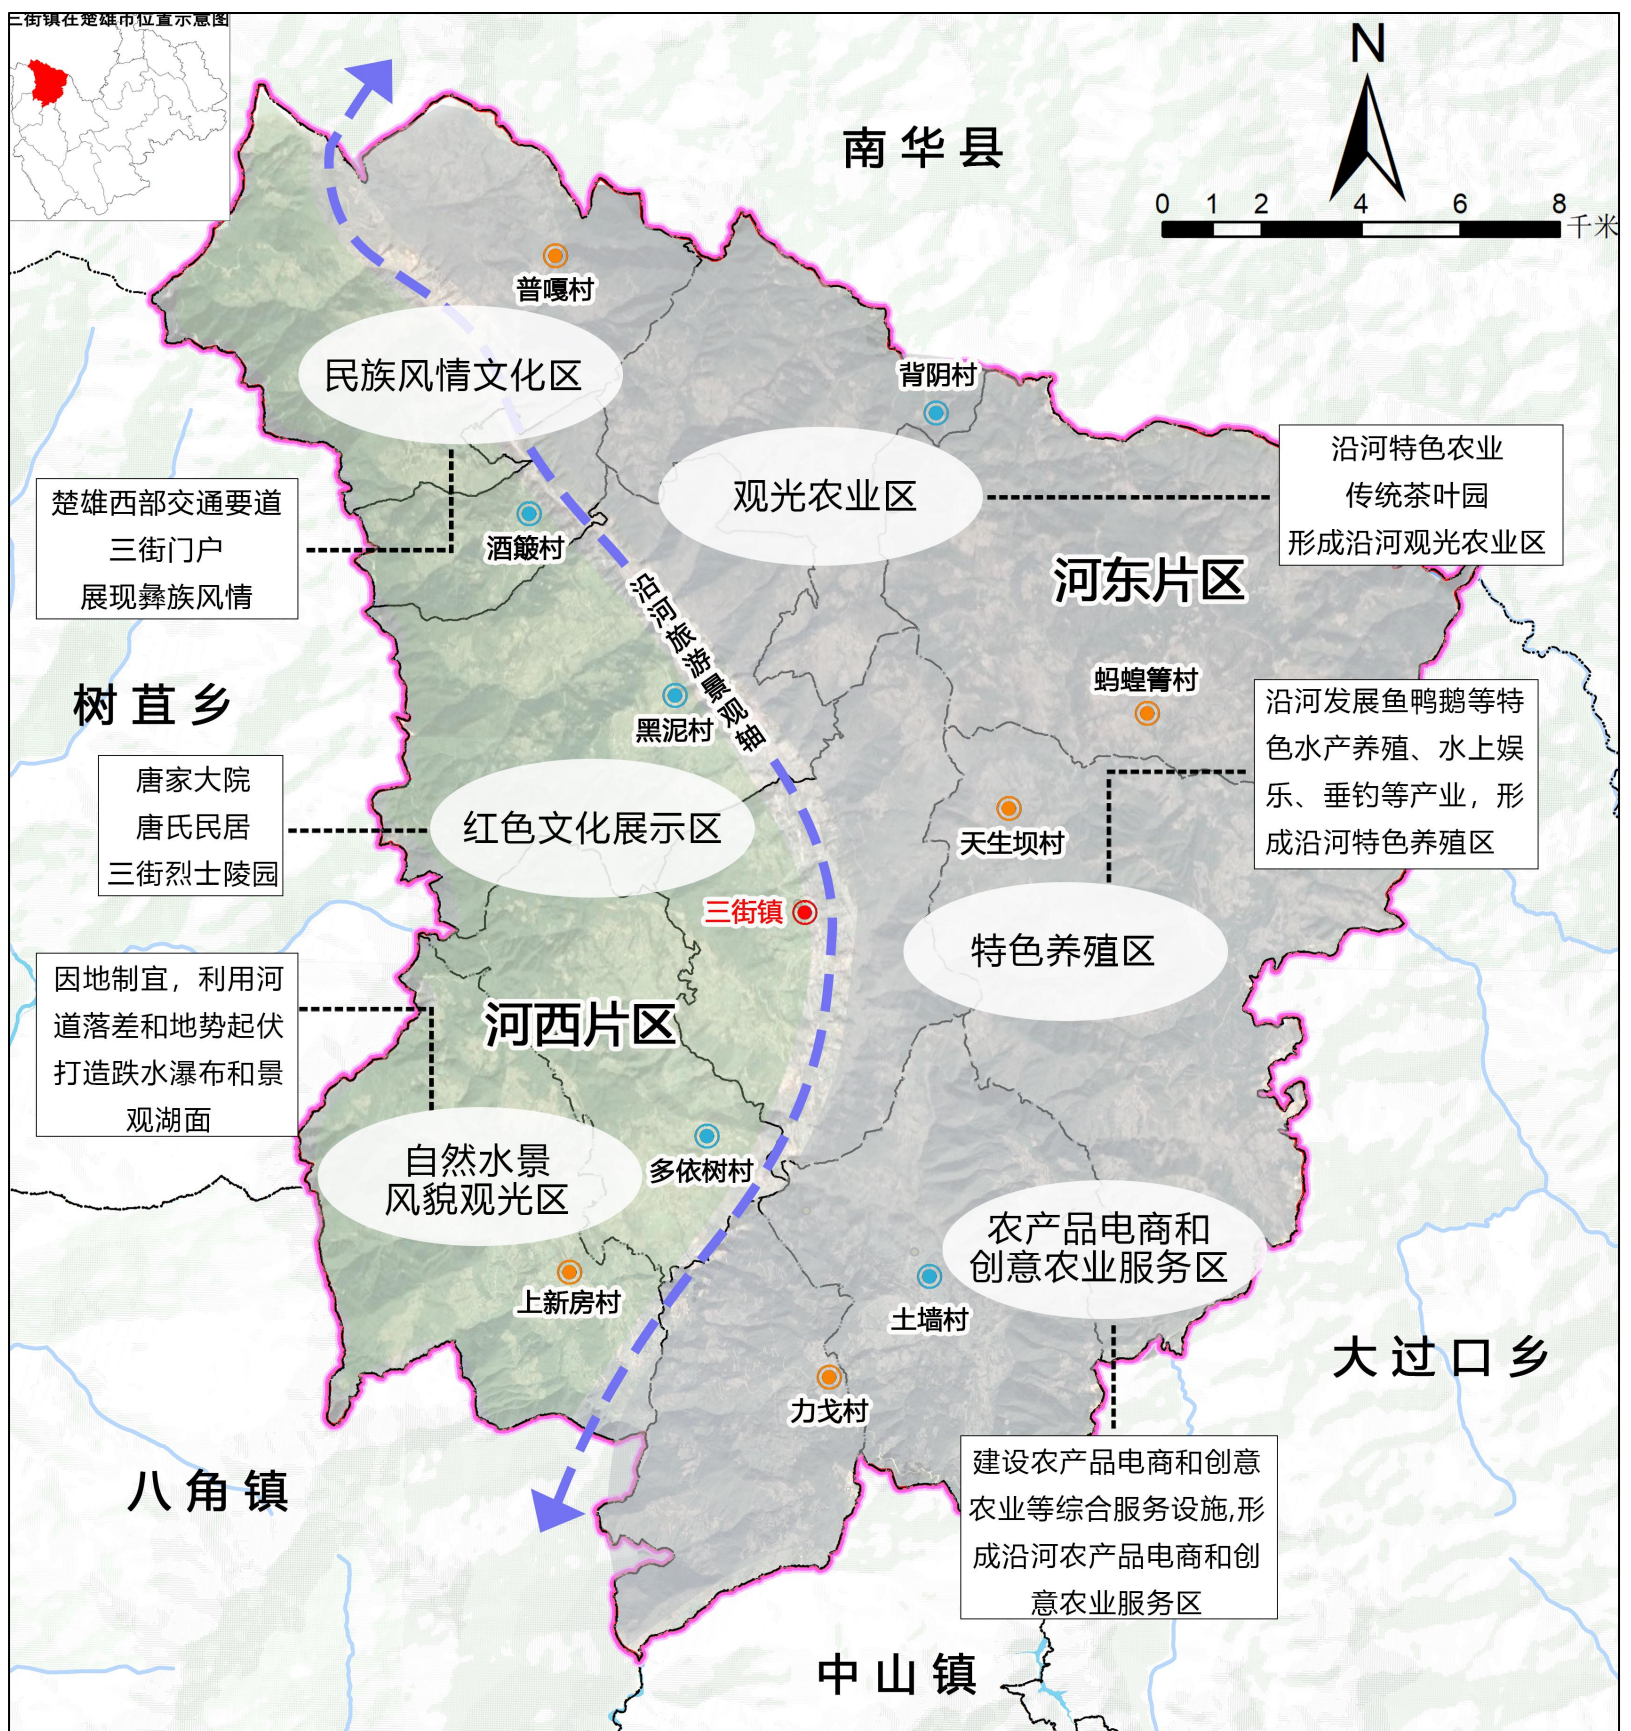 三街镇在楚雄市位置示意图
N
0 1 2 4 6 8
千米
南华县
普嘎村
民族风情文化区
背阴村
观光农业区
沿河特色农业
传统茶叶园
形成沿河观光农业区
楚雄西部交通要道
三街门户
展现彝族风情
酒簸村
河东片区
沿河旅游景观轴
蚂蝗箐村
树苴乡
黑泥村
沿河发展鱼鸭鹅等特
色水产养殖、水上娱
乐、垂钓等产业，形
成沿河特色养殖区
唐家大院
唐氏民居
三街烈士陵园
红色文化展示区
天生坝村
三街镇
特色养殖区
因地制宜，利用河
道落差和地势起伏
打造跌水瀑布和景
观湖面
河西片区
自然水景
风貌观光区
多依树村
农产品电商和
创意农业服务区
上新房村
土墙村
大过口乡
力戈村
八角镇
建设农产品电商和创意
农业等综合服务设施,形
成沿河农产品电商和创
意农业服务区
中山镇